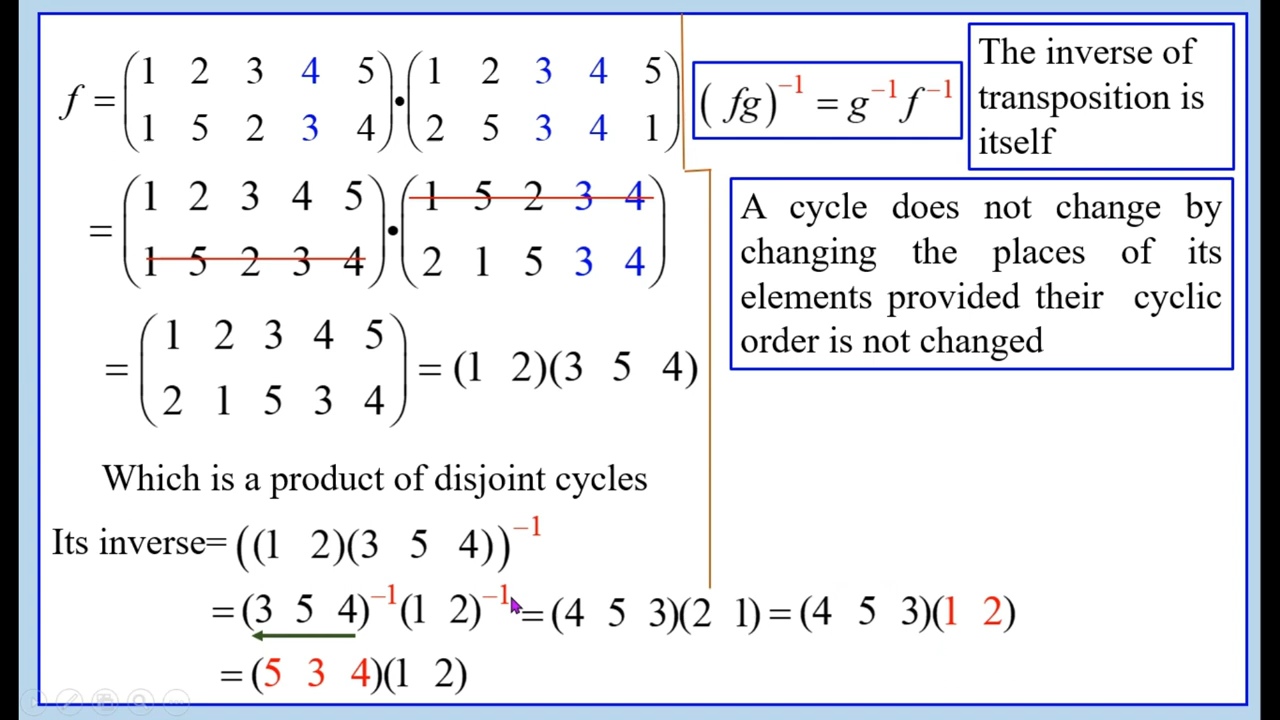 f = (1 2 3 4 5 / 1 5 2 3 4) • (1 2 3 4 5 / 2 5 3 4 1)
= (1 2 3 4 5 / 1 5 2 3 4) • (1 5 2 3 4 / 2 1 5 3 4)
= (1 2 3 4 5 / 2 1 5 3 4) = (1 2)(3 5 4)
Which is a product of disjoint cycles
Its inverse= ((1 2)(3 5 4))⁻¹
= (3 5 4)⁻¹(1 2)⁻¹ = (4 5 3)(2 1) = (4 5 3)(1 2)
= (5 3 4)(1 2)
( fg)⁻¹ = g⁻¹f⁻¹
The inverse of
transposition is
itself
A cycle does not change by
changing the places of its
elements provided their cyclic
order is not changed